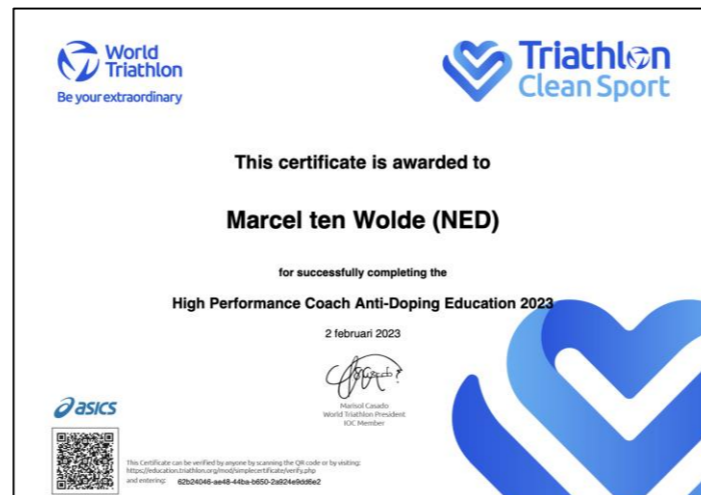 World
Triathlon
Be your extraordinary
Triathlon
Clean Sport
This certificate is awarded to
Marcel ten Wolde (NED)
for successfully completing the
High Performance Coach Anti-Doping Education 2023
2 februari 2023
Marisol Casado
World Triathlon President
IOC Member
asics
This Certificate can be verified by anyone by scanning the QR code or by visiting:
https://education.triathlon.org/mod/simplecertificate/verify.php
and entering: 62b24046-ae48-44ba-b650-2a924e9dd6e2